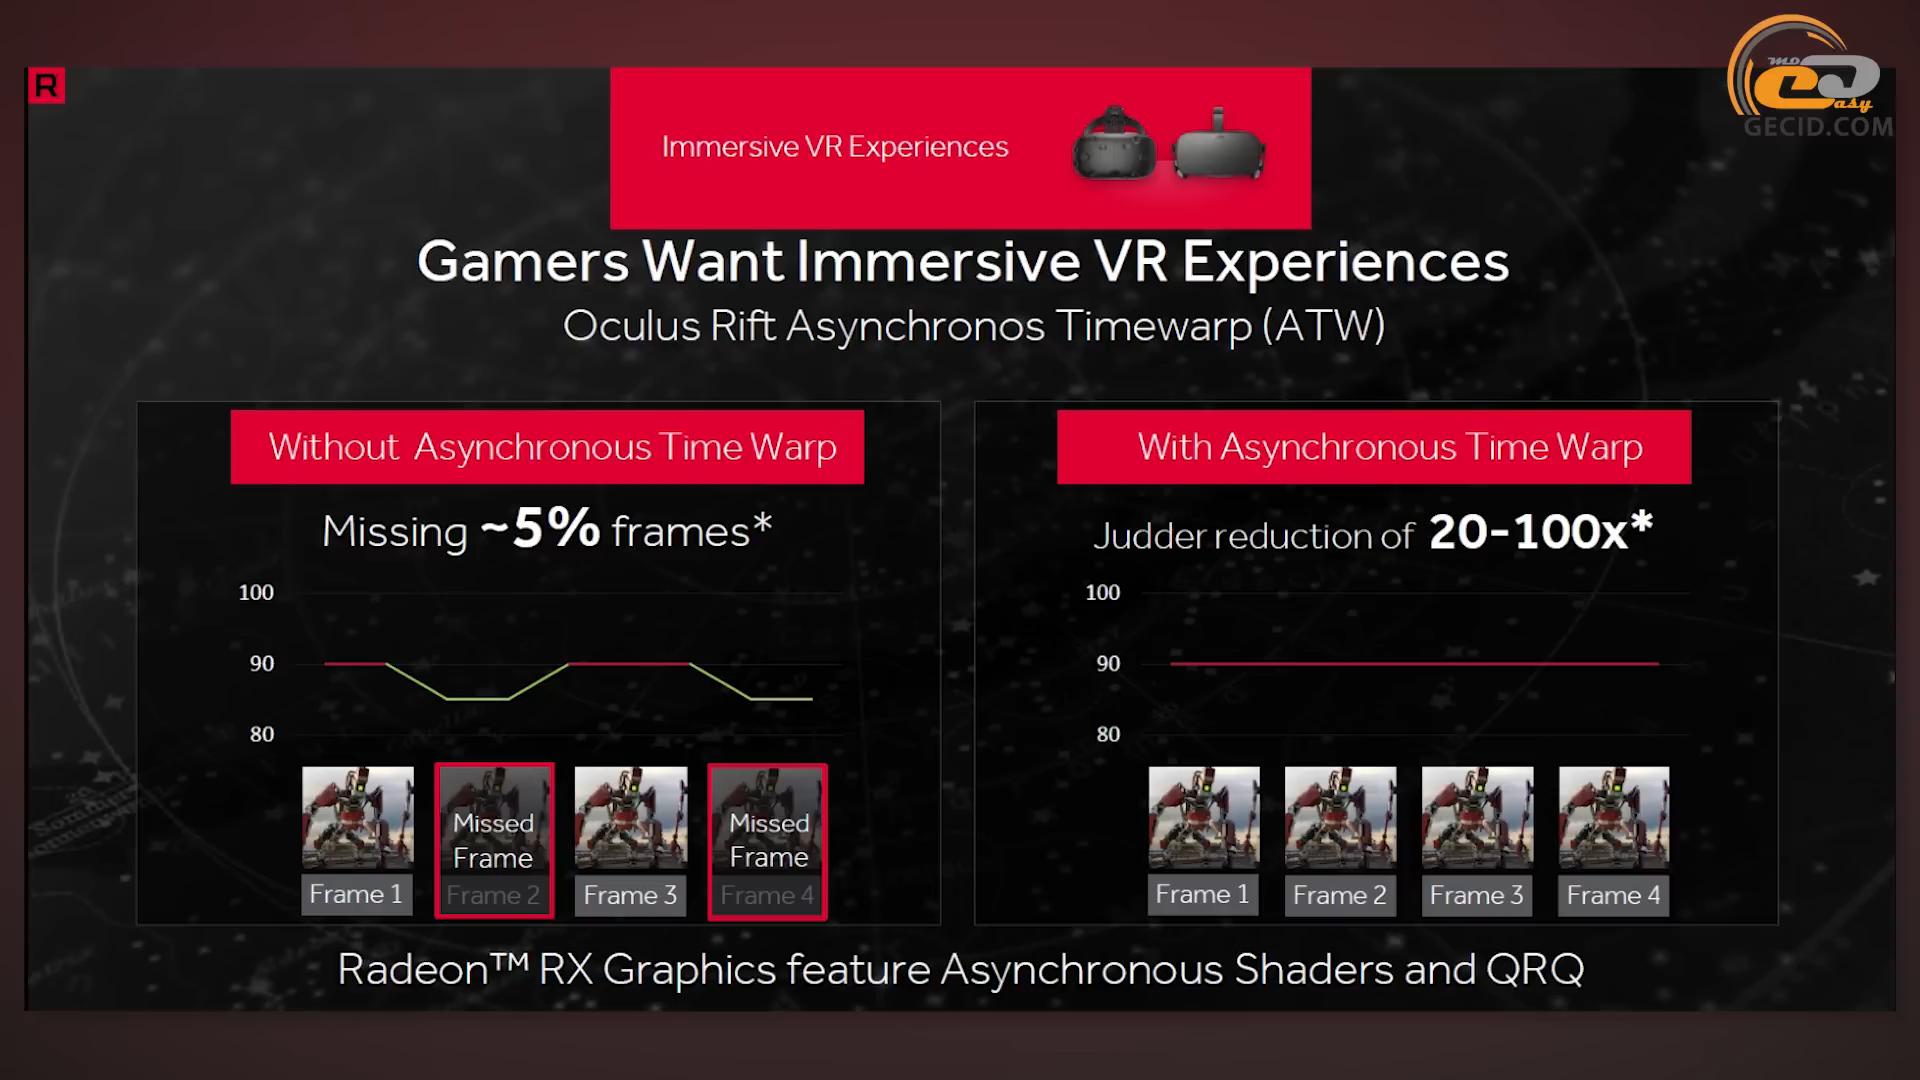 R
mo
easy
GECID.COM
Immersive VR Experiences
Gamers Want Immersive VR Experiences
Oculus Rift Asynchronos Timewarp (ATW)
Without Asynchronous Time Warp
Missing ~5% frames*
100
90
80
Missed
Frame
Missed
Frame
Frame 1
Frame 2
Frame 3
Frame 4
With Asynchronous Time Warp
Judder reduction of 20-100x*
100
90
80
Frame 1
Frame 2
Frame 3
Frame 4
Radeon™ RX Graphics feature Asynchronous Shaders and QRQ